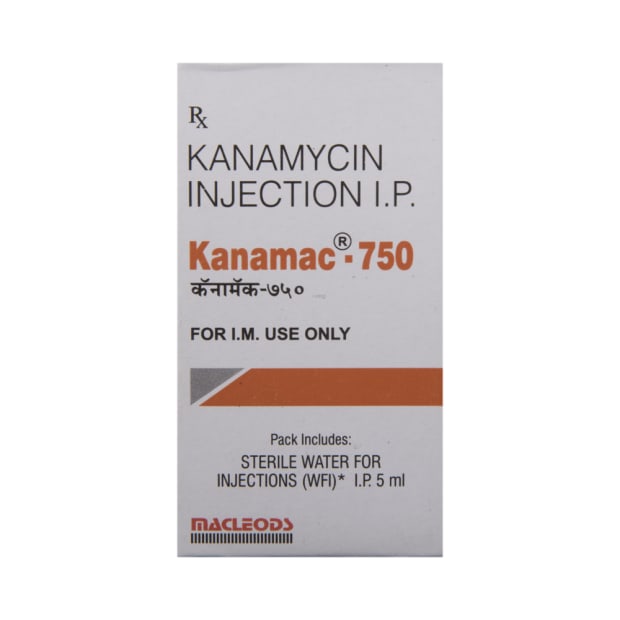 Rx
KANAMYCIN
INJECTION I.P.
Kanamac®-750
कॅनामॅक-७५०
FOR I.M. USE ONLY
Pack Includes:
STERILE WATER FOR
INJECTIONS (WFI)* I.P. 5 ml
MACLEODS